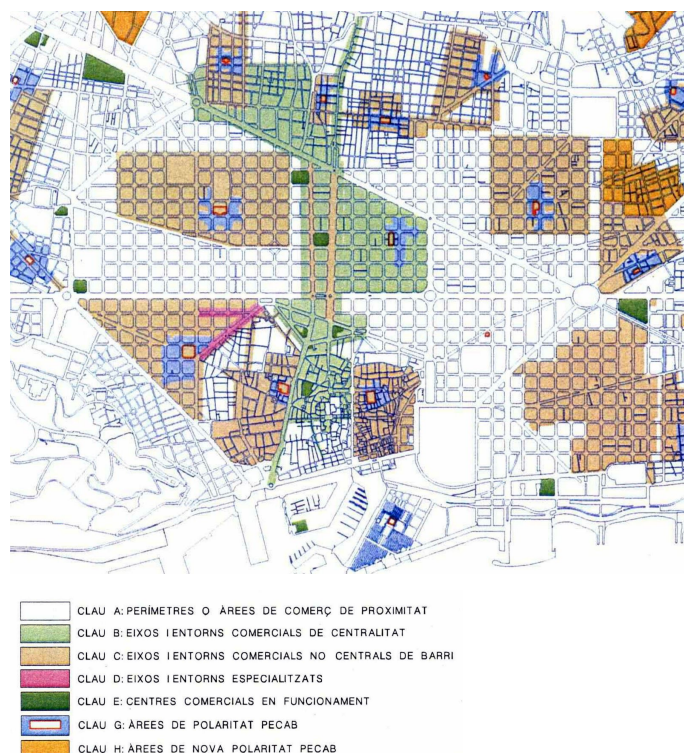 CLAU A: PERÍMETRES O ÀREES DE COMERÇ DE PROXIMITAT
CLAU B: EIXOS I ENTORNS COMERCIALS DE CENTRALITAT
CLAU C: EIXOS I ENTORNS COMERCIALS NO CENTRALS DE BARRI
CLAU D: EIXOS I ENTORNS ESPECIALITZATS
CLAU E: CENTRES COMERCIALS EN FUNCIONAMENT
CLAU G: ÀREES DE POLARITAT PECAB
CLAU H: ÀREES DE NOVA POLARITAT PECAB